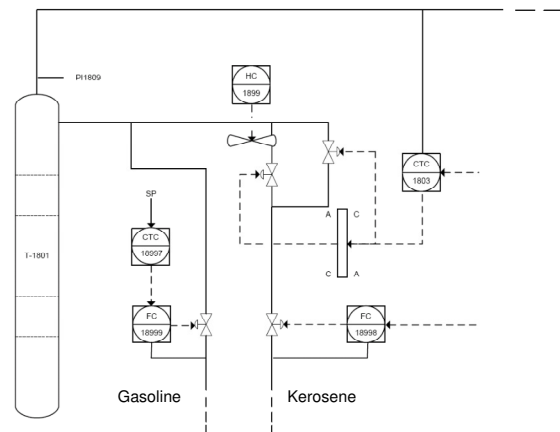 PI1809
HC
1899
CTC
1803
A C
SP
CTC
18997
T-1801
C A
FC
18999
FC
18998
Gasoline
Kerosene